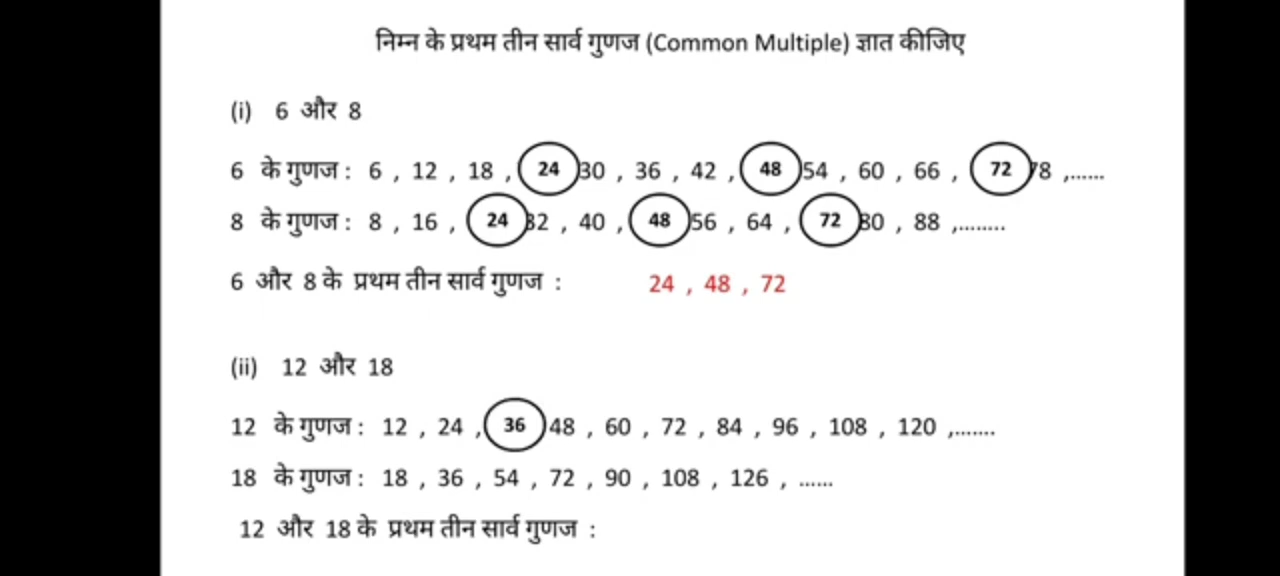 निम्न के प्रथम तीन सार्व गुणज (Common Multiple) ज्ञात कीजिए
(i) 6 और 8
6 के गुणज : 6 , 12 , 18 , 24 30 , 36 , 42 , 48 54 , 60 , 66 , 72 78 ,......
8 के गुणज : 8 , 16 , 24 32 , 40 , 48 56 , 64 , 72 80 , 88 ,........
6 और 8 के प्रथम तीन सार्व गुणज : 24 , 48 , 72
(ii) 12 और 18
12 के गुणज : 12 , 24 , 36 48 , 60 , 72 , 84 , 96 , 108 , 120 ,.......
18 के गुणज : 18 , 36 , 54 , 72 , 90 , 108 , 126 , ......
12 और 18 के प्रथम तीन सार्व गुणज :